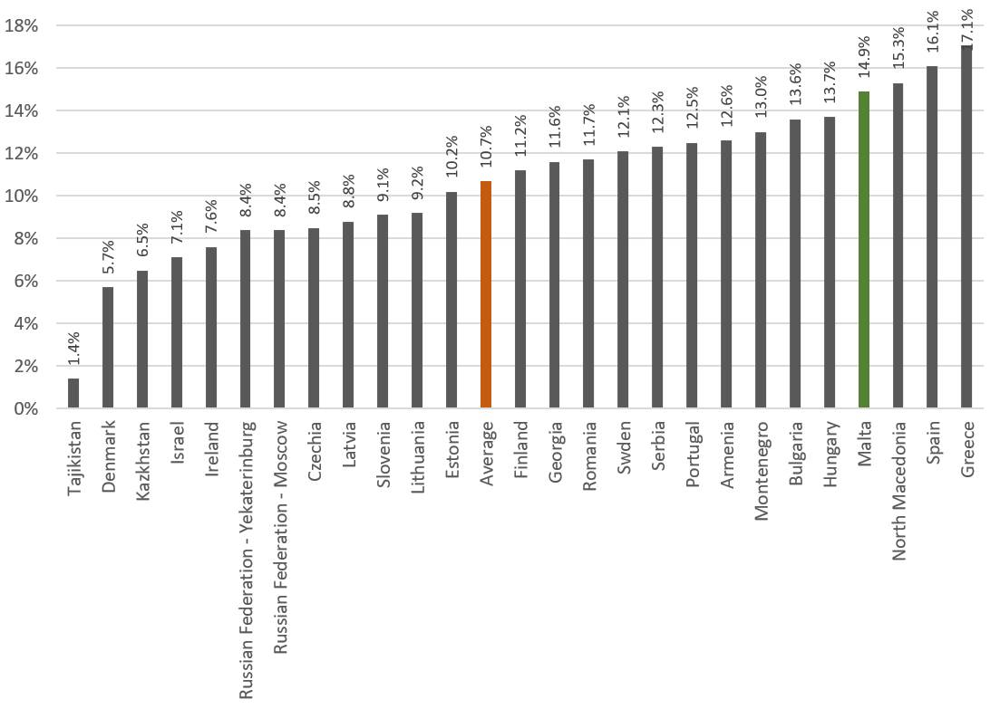 18%
16%
14%
12%
10%
8%
6%
4%
2%
0%
1.4%
5.7%
6.5%
7.1%
7.6%
8.4%
8.4%
8.5%
8.8%
9.1%
9.2%
10.2%
10.7%
11.2%
11.6%
11.7%
12.1%
12.3%
12.5%
12.6%
13.0%
13.6%
13.7%
14.9%
15.3%
16.1%
17.1%
Tajikistan
Denmark
Kazkhstan
Israel
Ireland
Russian Federation - Yekaterinburg
Russian Federation - Moscow
Czechia
Latvia
Slovenia
Lithuania
Estonia
Average
Finland
Georgia
Romania
Swden
Serbia
Portugal
Armenia
Montenegro
Bulgaria
Hungary
Malta
North Macedonia
Spain
Greece